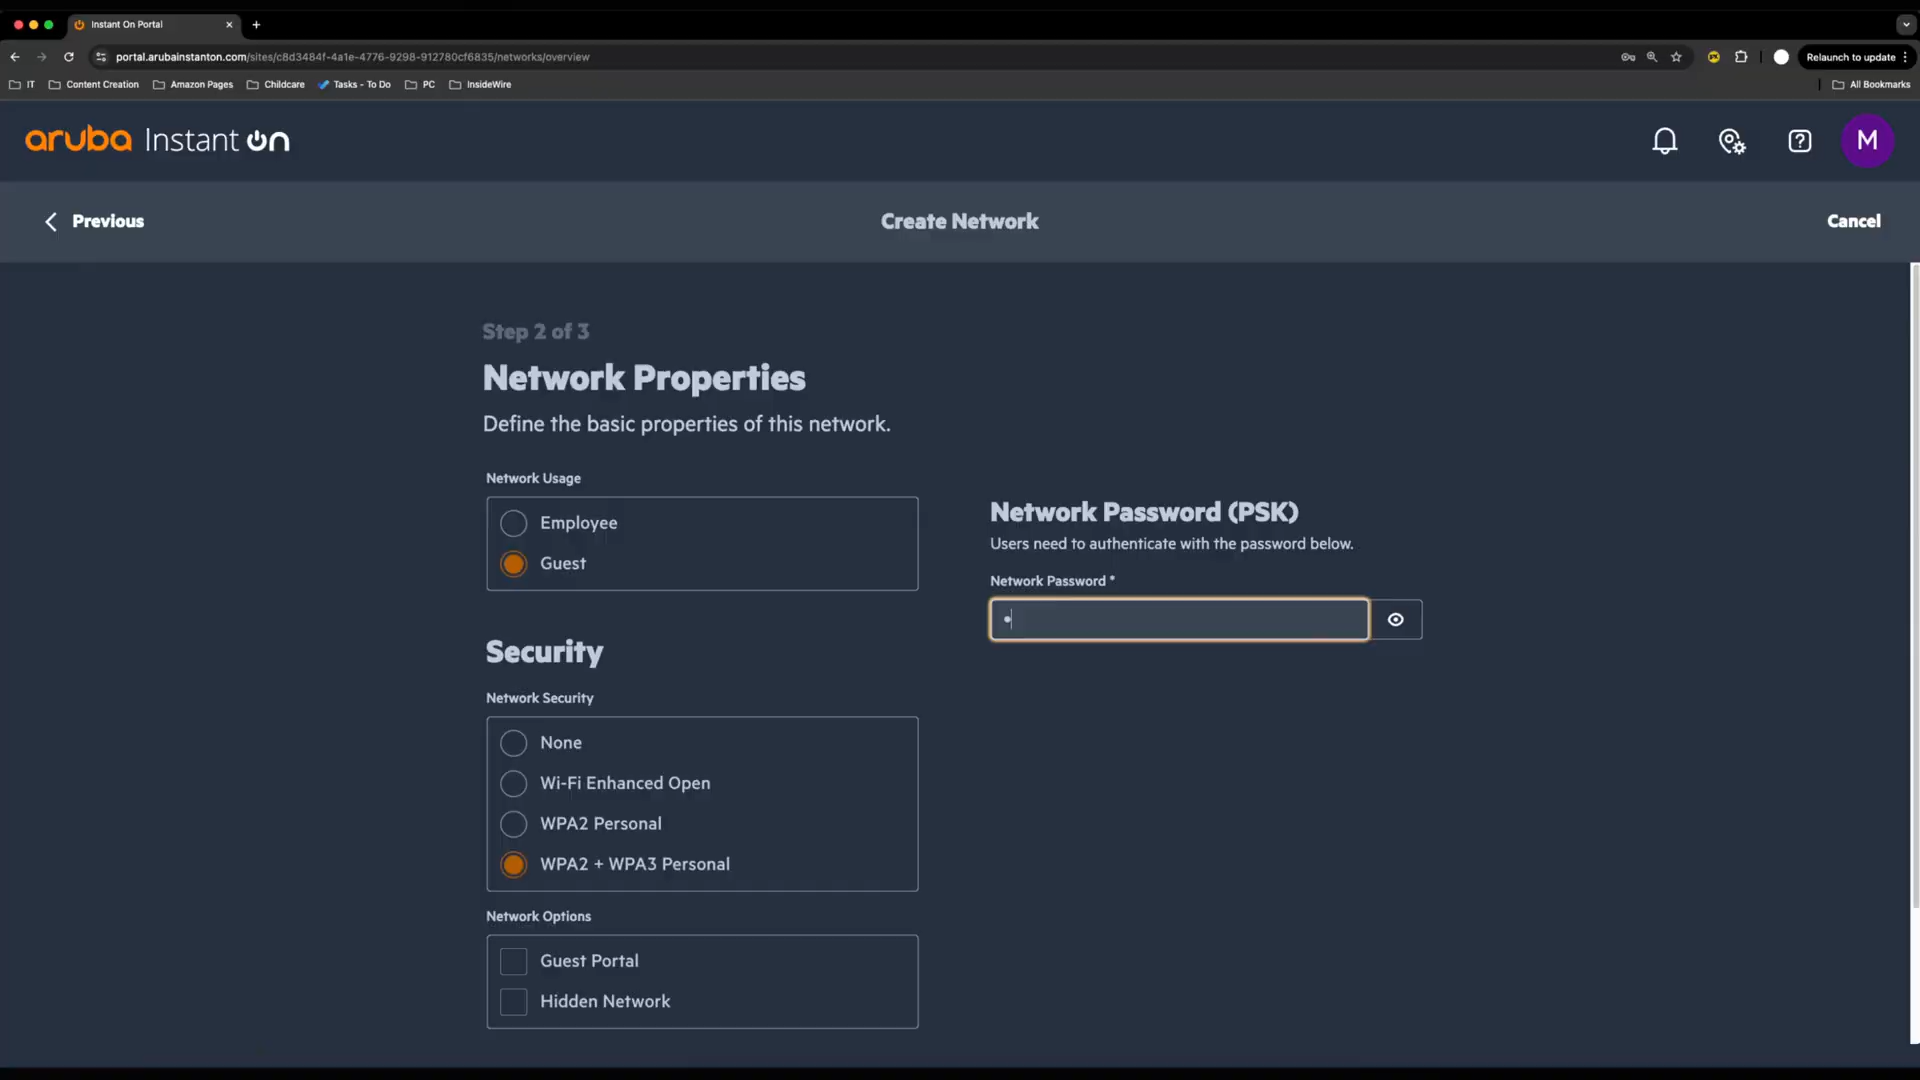 Instant On Portal
portal.arubainstanton.com/sites/c8d3484f-4a1e-4776-9298-912780cf6835/networks/overview
Relaunch to update
IT
Content Creation
Amazon Pages
Childcare
Tasks - To Do
PC
InsideWire
All Bookmarks
aruba Instant On
M
Previous
Create Network
Cancel
Step 2 of 3
Network Properties
Define the basic properties of this network.
Network Usage
Employee
Guest
Network Password (PSK)
Users need to authenticate with the password below.
Network Password *
Security
Network Security
None
Wi-Fi Enhanced Open
WPA2 Personal
WPA2 + WPA3 Personal
Network Options
Guest Portal
Hidden Network